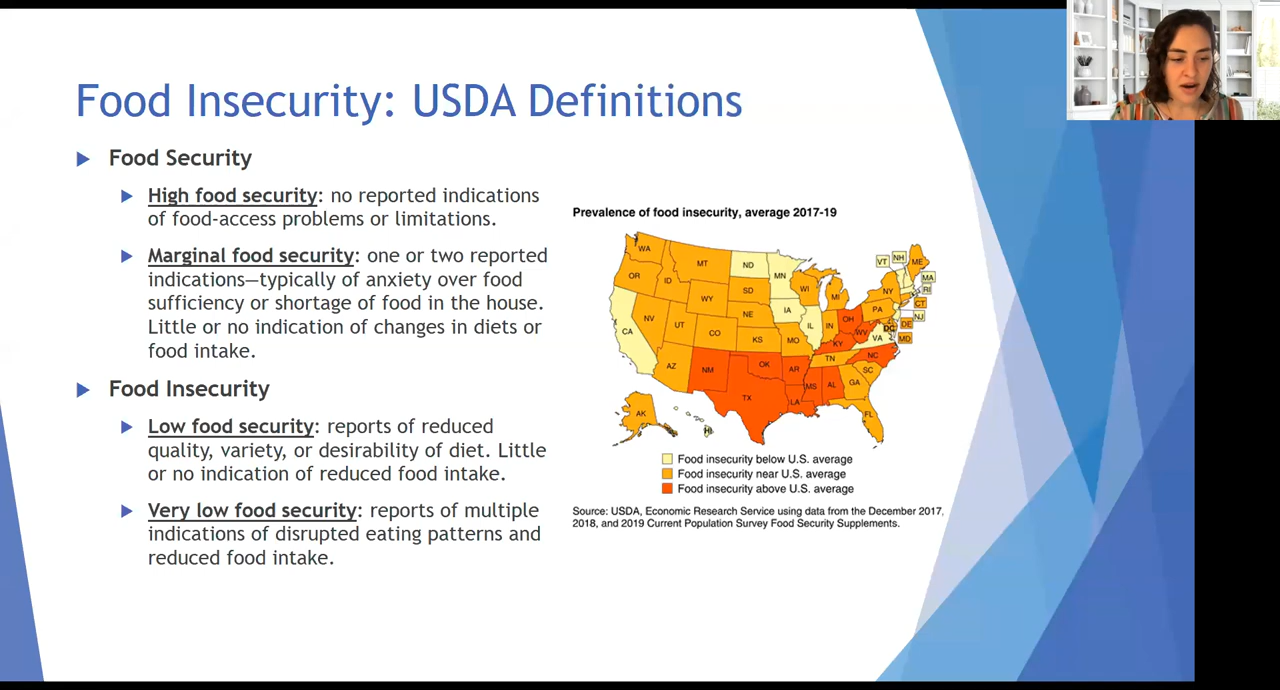 Food Insecurity: USDA Definitions
Food Security
High food security: no reported indications
of food-access problems or limitations.
Marginal food security: one or two reported
indications—typically of anxiety over food
sufficiency or shortage of food in the house.
Little or no indication of changes in diets or
food intake.
Food Insecurity
Low food security: reports of reduced
quality, variety, or desirability of diet. Little
or no indication of reduced food intake.
Very low food security: reports of multiple
indications of disrupted eating patterns and
reduced food intake.
Prevalence of food insecurity, average 2017-19
WA
MT
ND
MN
VT
NH
ME
OR
ID
SD
WI
MI
NY
MA
RI
WY
CT
NE
IA
PA
NJ
NV
UT
CO
IL
IN
OH
WV
DC
DE
CA
KS
MO
KY
VA
MD
AZ
NM
OK
AR
TN
NC
TX
LA
MS
AL
GA
SC
AK
HI
FL
Food insecurity below U.S. average
Food insecurity near U.S. average
Food insecurity above U.S. average
Source: USDA, Economic Research Service using data from the December 2017,
2018, and 2019 Current Population Survey Food Security Supplements.